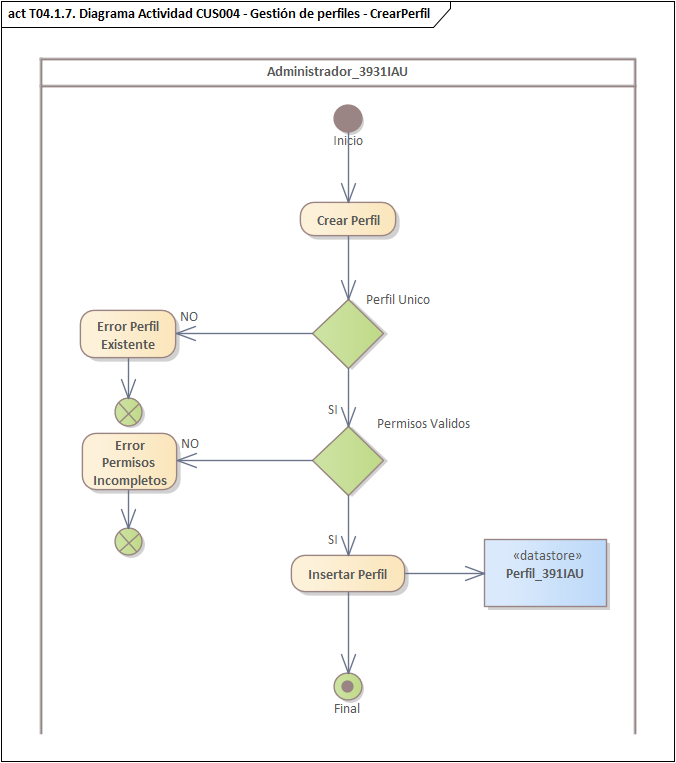 act T04.1.7. Diagrama Actividad CUS004 - Gestión de perfiles - CrearPerfil
Administrador_3931IAU
Inicio
Crear Perfil
Perfil Unico
NO
Error Perfil
Existente
SI
Permisos Validos
NO
Error
Permisos
Incompletos
SI
Insertar Perfil
«datastore»
Perfil_391IAU
Final